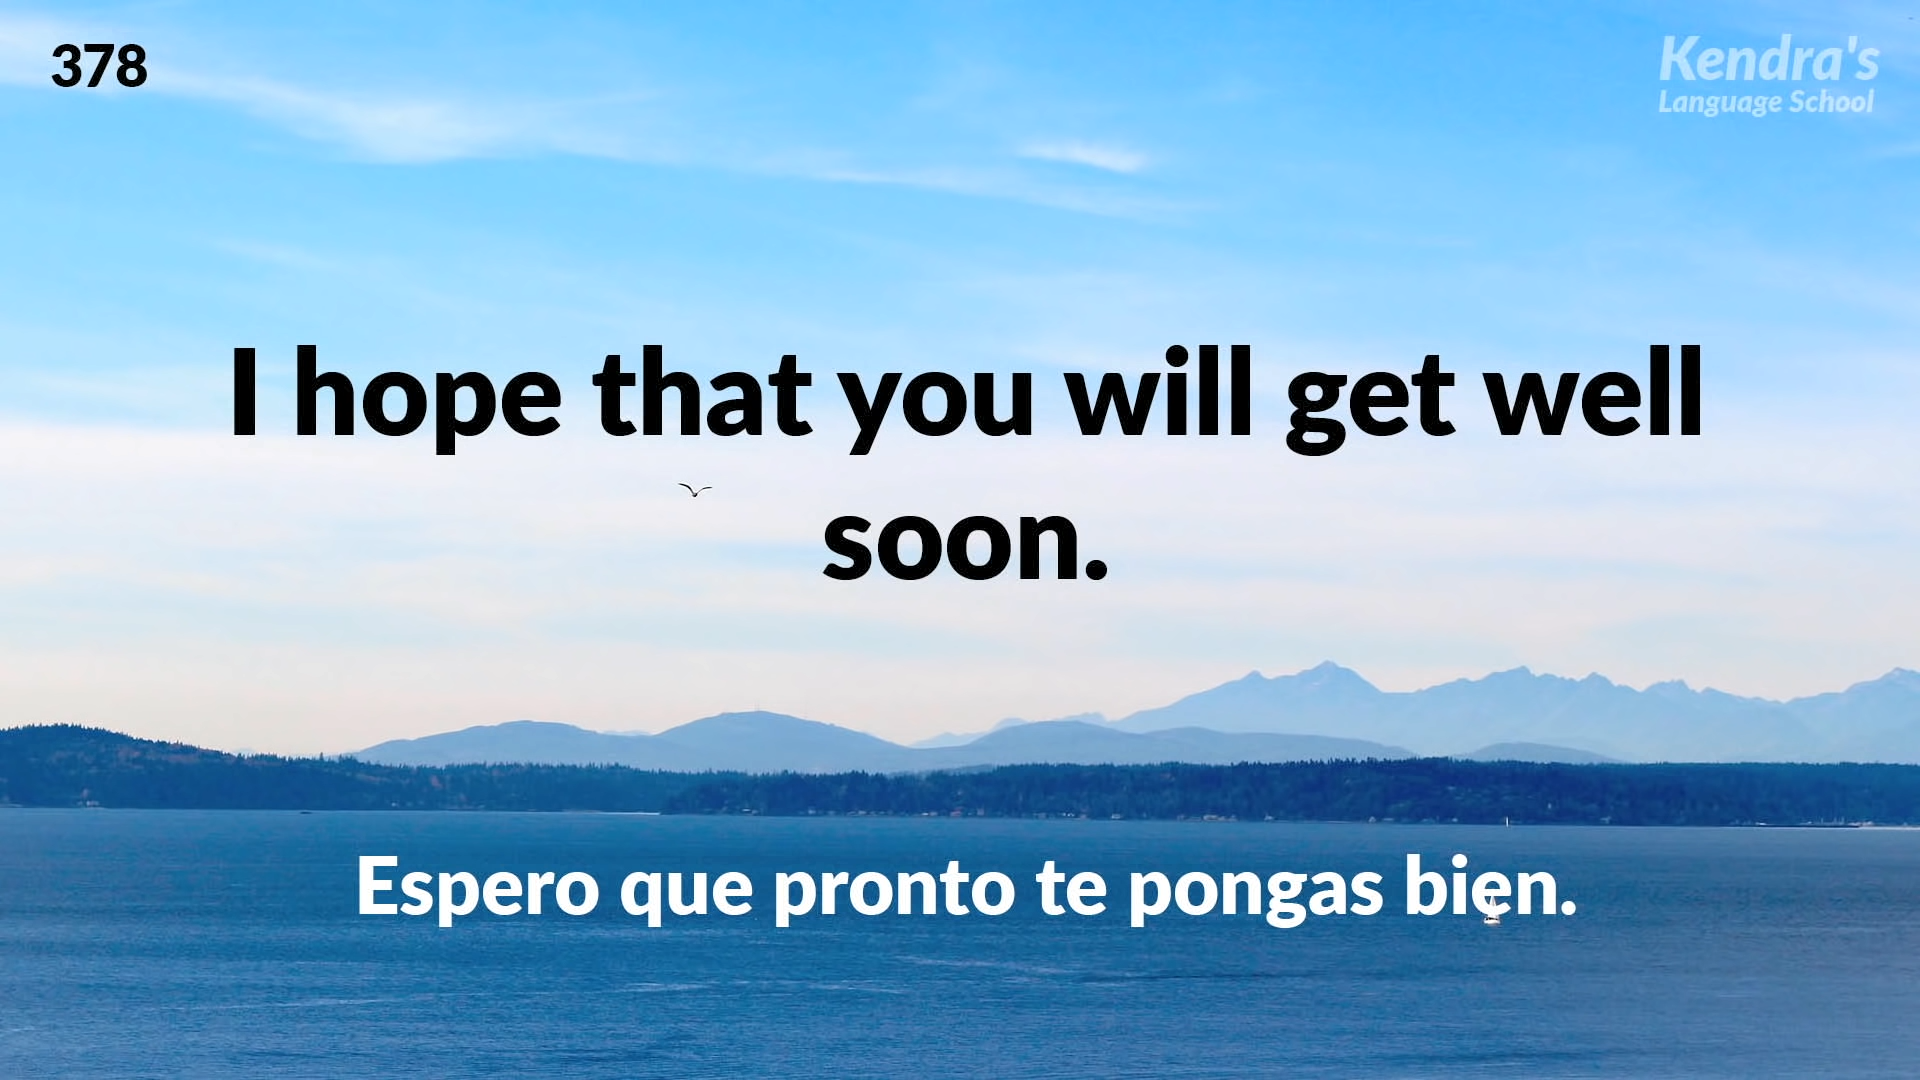 378
Kendra's
Language School
I hope that you will get well
soon.
Espero que pronto te pongas bien.